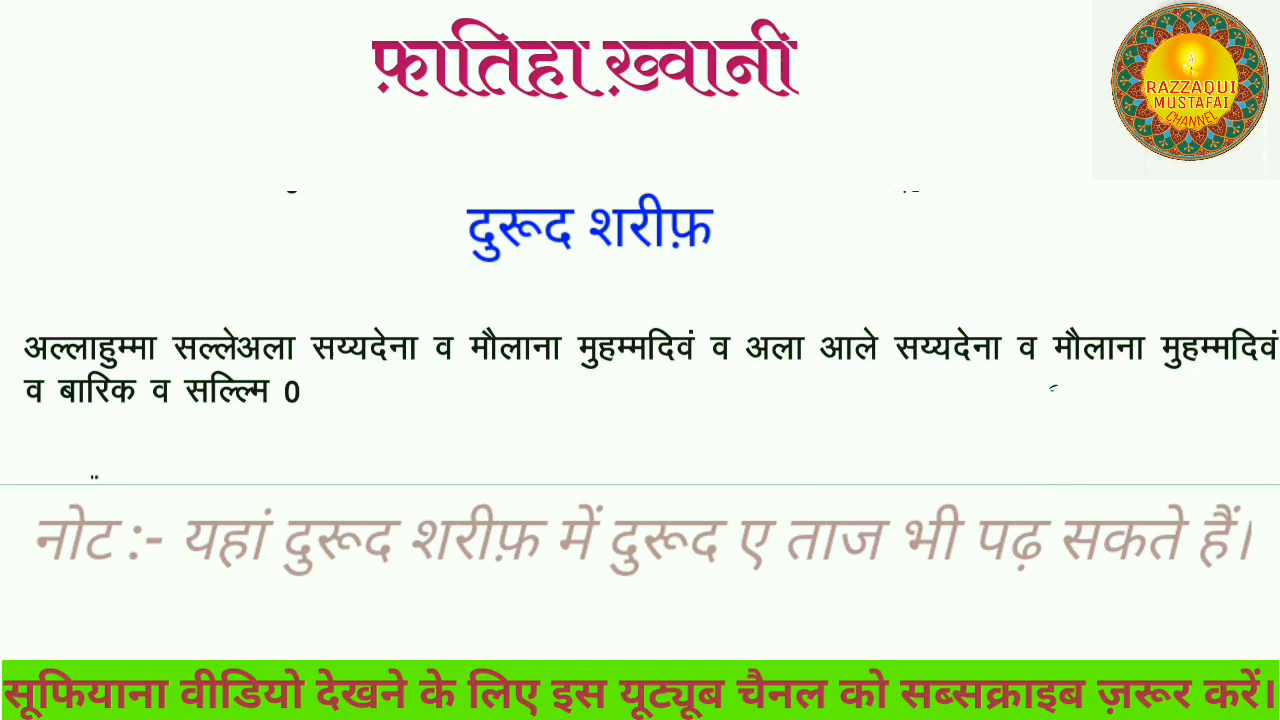 फ़ातिहा ख़्वानी
RAZZAQUI
MUSTAFAI
CHANNEL
दुरूद शरीफ़
अल्लाहुम्मा सल्लेअला सय्यदेना व मौलाना मुहम्मदिवं व अला आले सय्यदेना व मौलाना मुहम्मदिवं
व बारिक व सल्लिम 0
नोट :- यहां दुरूद शरीफ़ में दुरूद ए ताज भी पढ़ सकते हैं।
सूफियाना वीडियो देखने के लिए इस यूट्यूब चैनल को सब्सक्राइब ज़रूर करें।